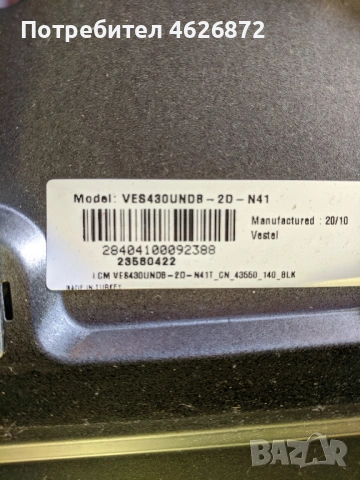 Потребител 4626872
Model: VES430UNDB-2D-N41
Manufactured : 20/10
Vestel
28404100092388
23580422
LCM VES430UNDB-2D-N41T_CN_43550_140_BLK
MADE IN TURKEY
BAZAR